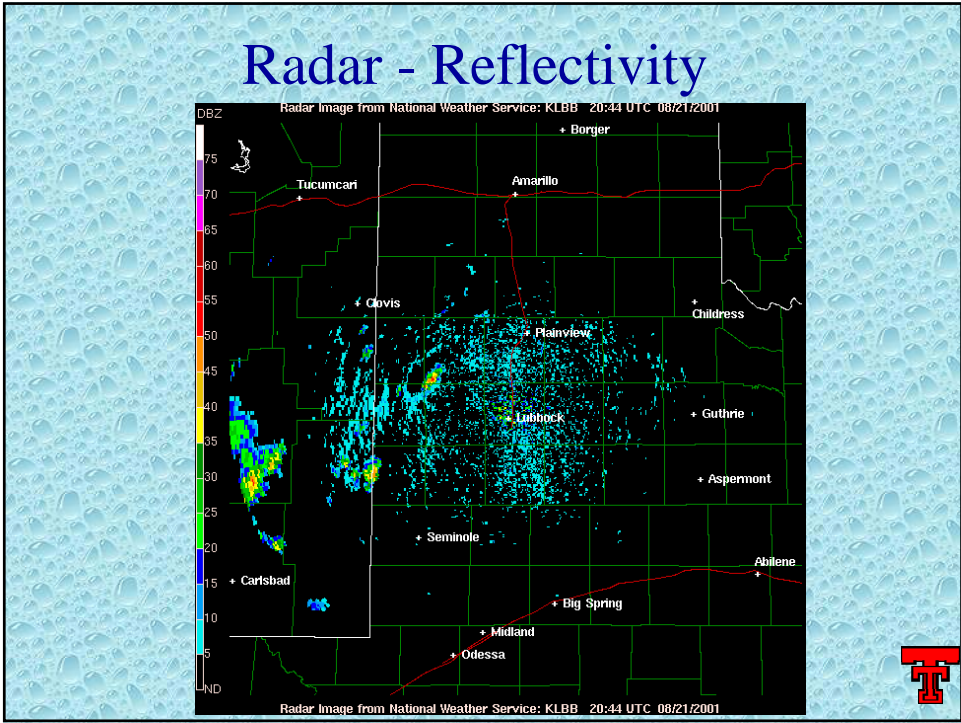 Radar - Reflectivity
Radar Image from National Weather Service: KLBB 20:44 UTC 08/21/2001
DBZ
Borger
75
Tucumcari
Amarillo
70
65
60
Clovis
55
Childress
50
Plainview
45
40
Lubbock
Guthrie
35
30
Aspermont
25
20
Seminole
Abilene
15
Carlsbad
Big Spring
10
Midland
5
Odessa
ND
Radar Image from National Weather Service: KLBB 20:44 UTC 08/21/2001